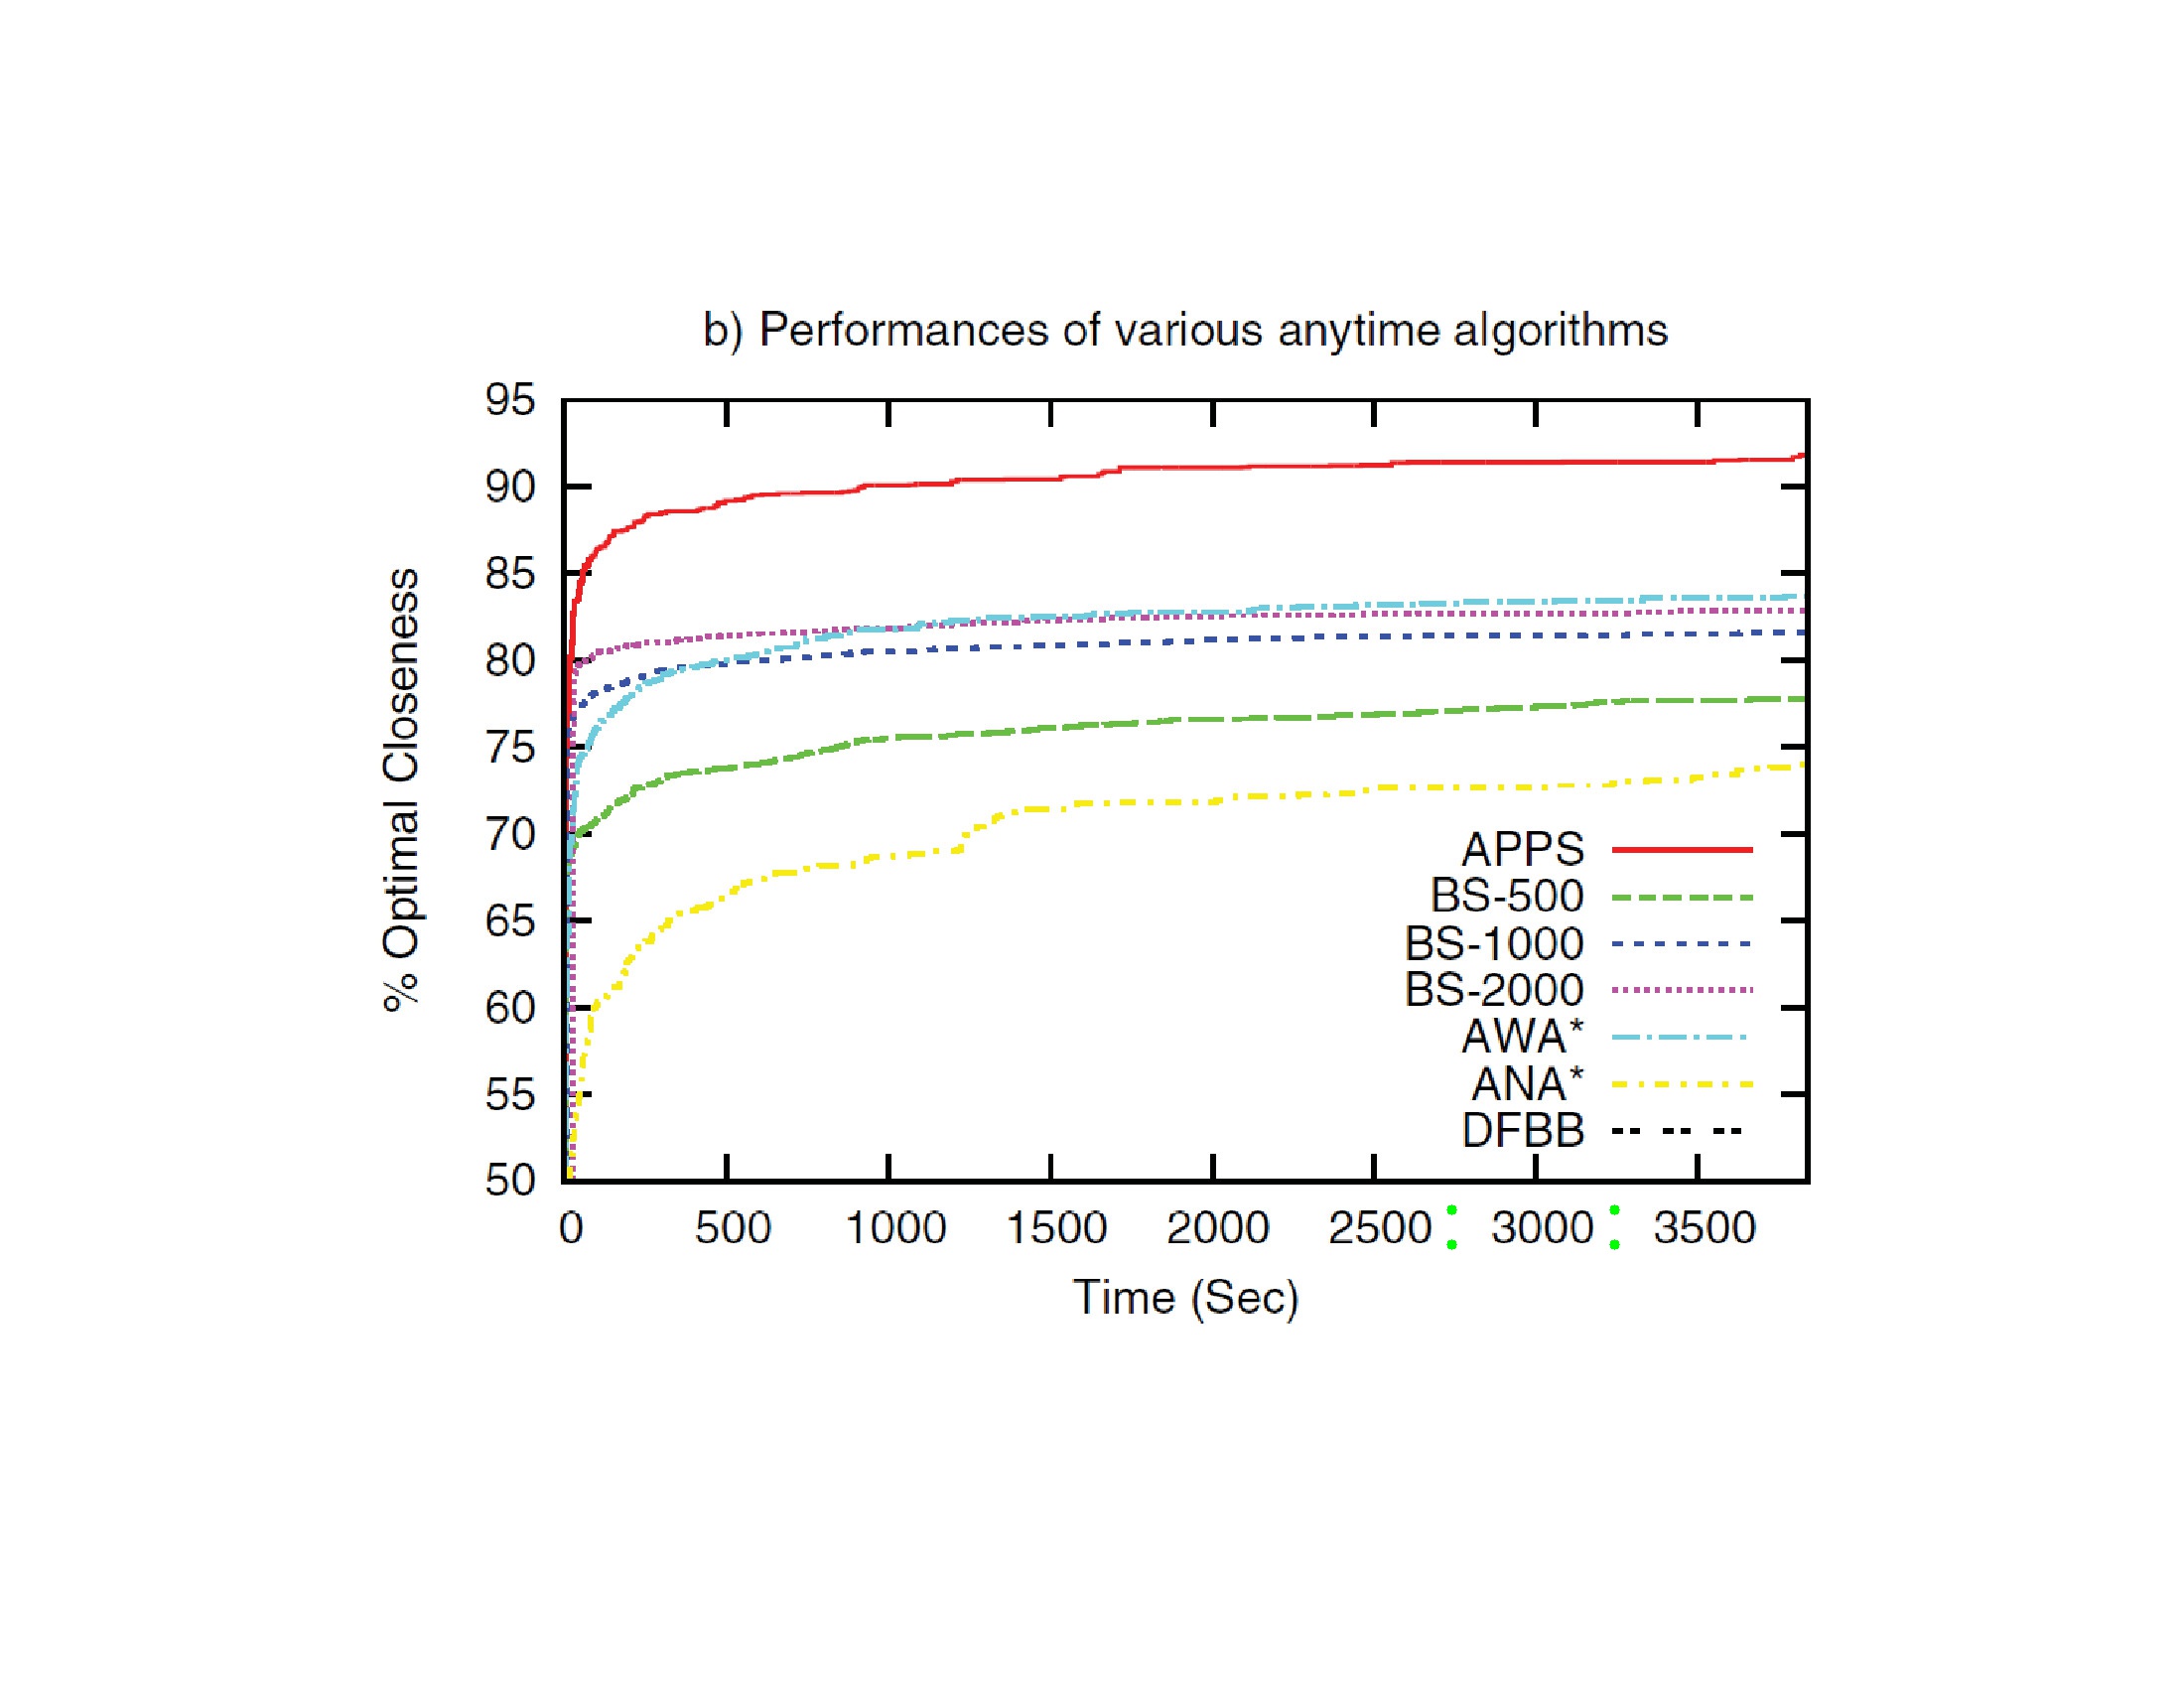 b) Performances of various anytime algorithms
95
90
85
80
75
70
65
60
55
50
% Optimal Closeness
APPS
BS-500
BS-1000
BS-2000
AWA*
ANA*
DFBB
0 500 1000 1500 2000 2500 3000 3500
Time (Sec)